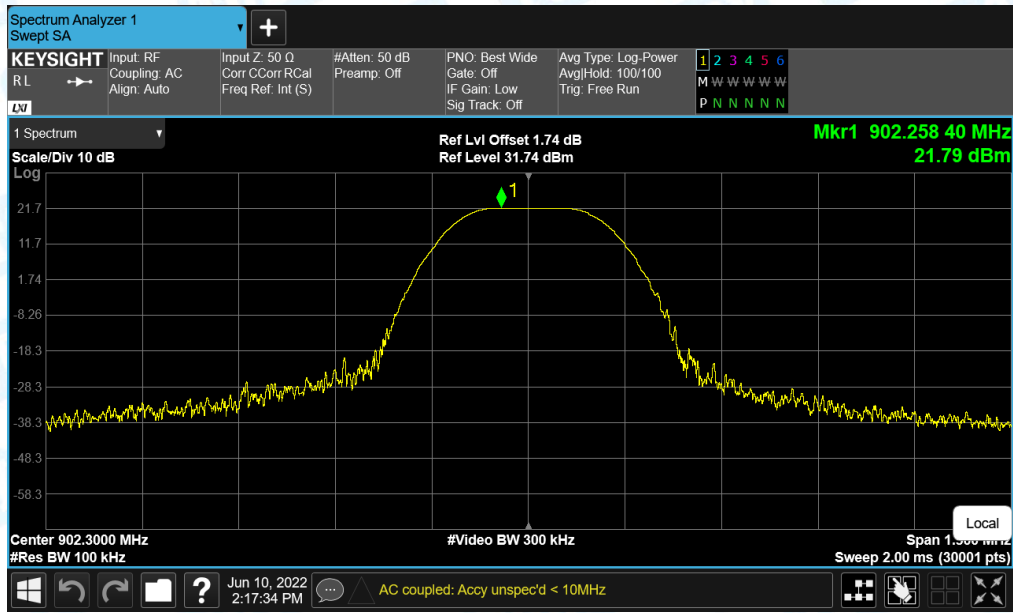 Spectrum Analyzer 1
Swept SA
KEYSIGHT
RL
LXI
Input: RF
Coupling: AC
Align: Auto
Input Z: 50 Ω
Corr CCorr RCal
Freq Ref: Int (S)
#Atten: 50 dB
Preamp: Off
PNO: Best Wide
Gate: Off
IF Gain: Low
Sig Track: Off
Avg Type: Log-Power
Avg|Hold: 100/100
Trig: Free Run
1 2 3 4 5 6
M W W W W W
P N N N N N
1 Spectrum
Scale/Div 10 dB
Ref Lvl Offset 1.74 dB
Ref Level 31.74 dBm
Mkr1 902.258 40 MHz
21.79 dBm
Log
1
21.7
11.7
1.74
-8.26
-18.3
-28.3
-38.3
-48.3
-58.3
Local
Center 902.3000 MHz
#Video BW 300 kHz
Span
#Res BW 100 kHz
Sweep 2.00 ms (30001 pts)
?
Jun 10, 2022
2:17:34 PM
AC coupled: Accy unspec'd < 10MHz